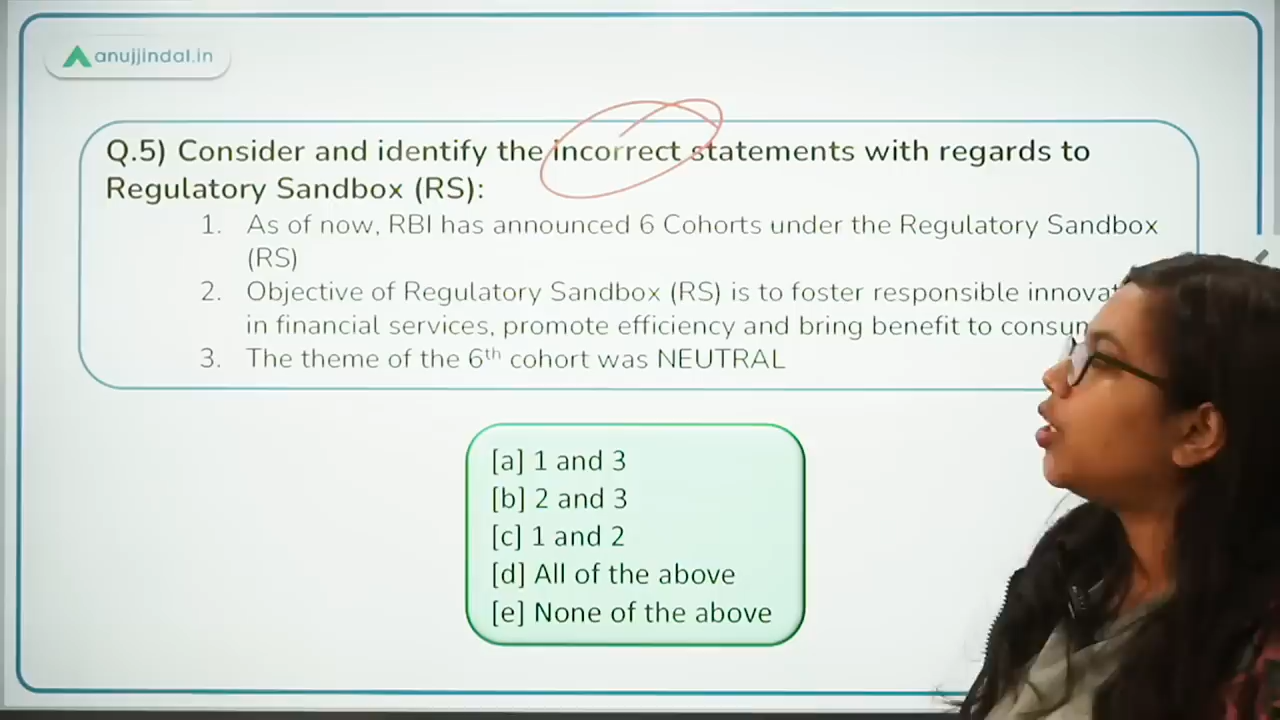 anujjindal.in
Q.5) Consider and identify the incorrect statements with regards to
Regulatory Sandbox (RS):
1. As of now, RBI has announced 6 Cohorts under the Regulatory Sandbox
(RS)
2. Objective of Regulatory Sandbox (RS) is to foster responsible
in financial services, promote efficiency and bring benefit to
3. The theme of the 6th cohort was NEUTRAL
[a] 1 and 3
[b] 2 and 3
[c] 1 and 2
[d] All of the above
[e] None of the above